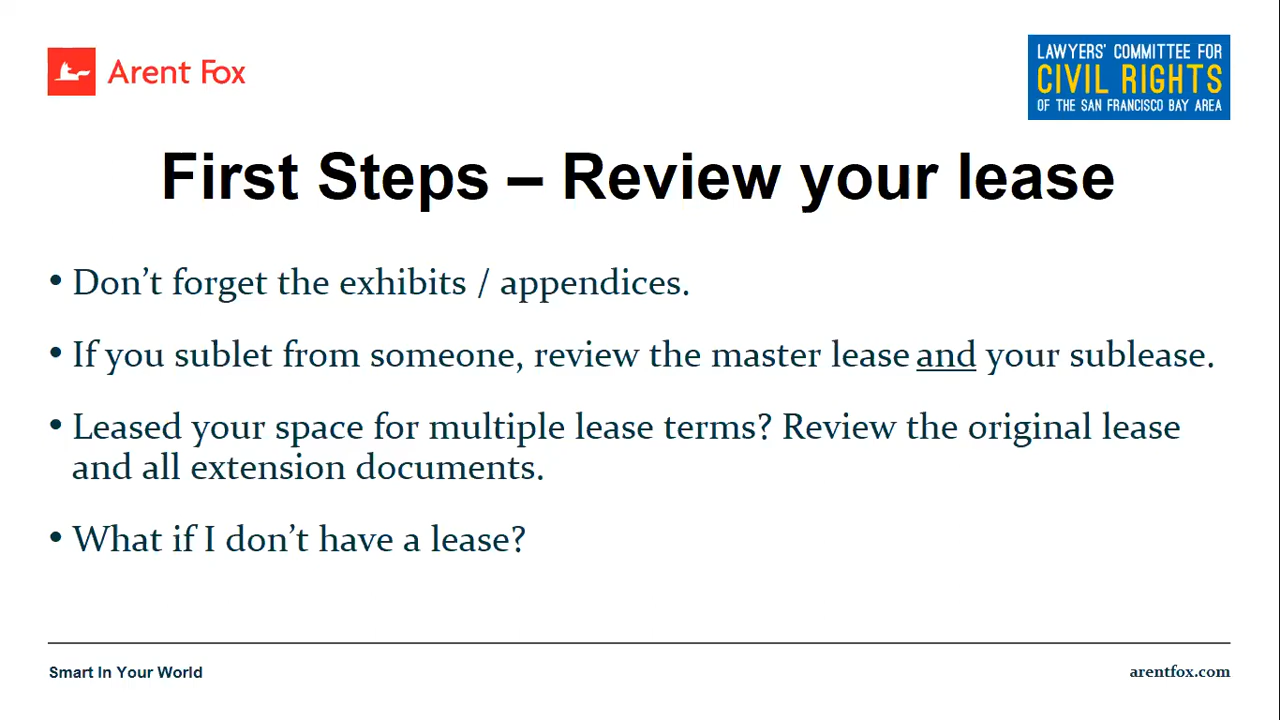 Arent Fox
LAWYERS' COMMITTEE FOR
CIVIL RIGHTS
OF THE SAN FRANCISCO BAY AREA
First Steps – Review your lease
• Don’t forget the exhibits / appendices.
• If you sublet from someone, review the master lease and your sublease.
• Leased your space for multiple lease terms? Review the original lease
and all extension documents.
• What if I don’t have a lease?
Smart In Your World
arentfox.com